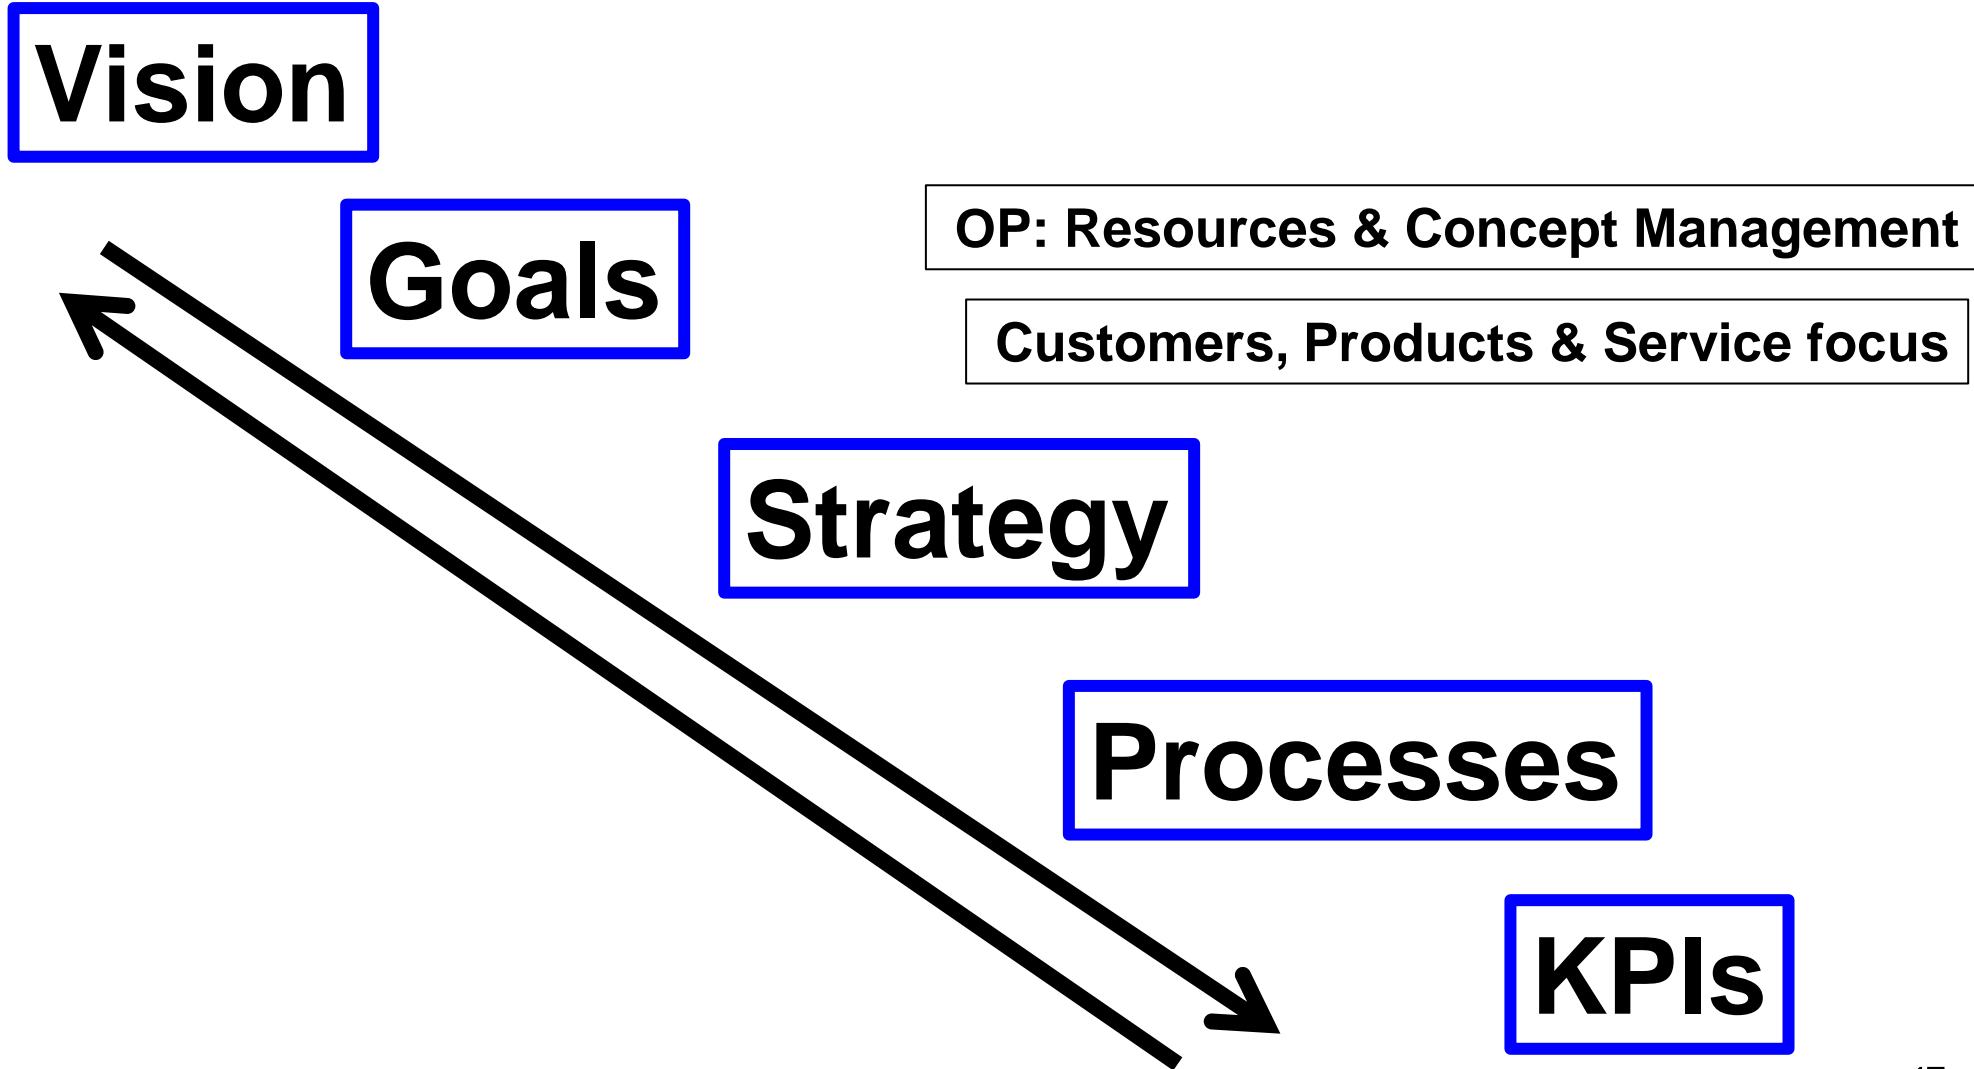 Vision
Goals
OP: Resources & Concept Management
Customers, Products & Service focus
Strategy
Processes
KPIs